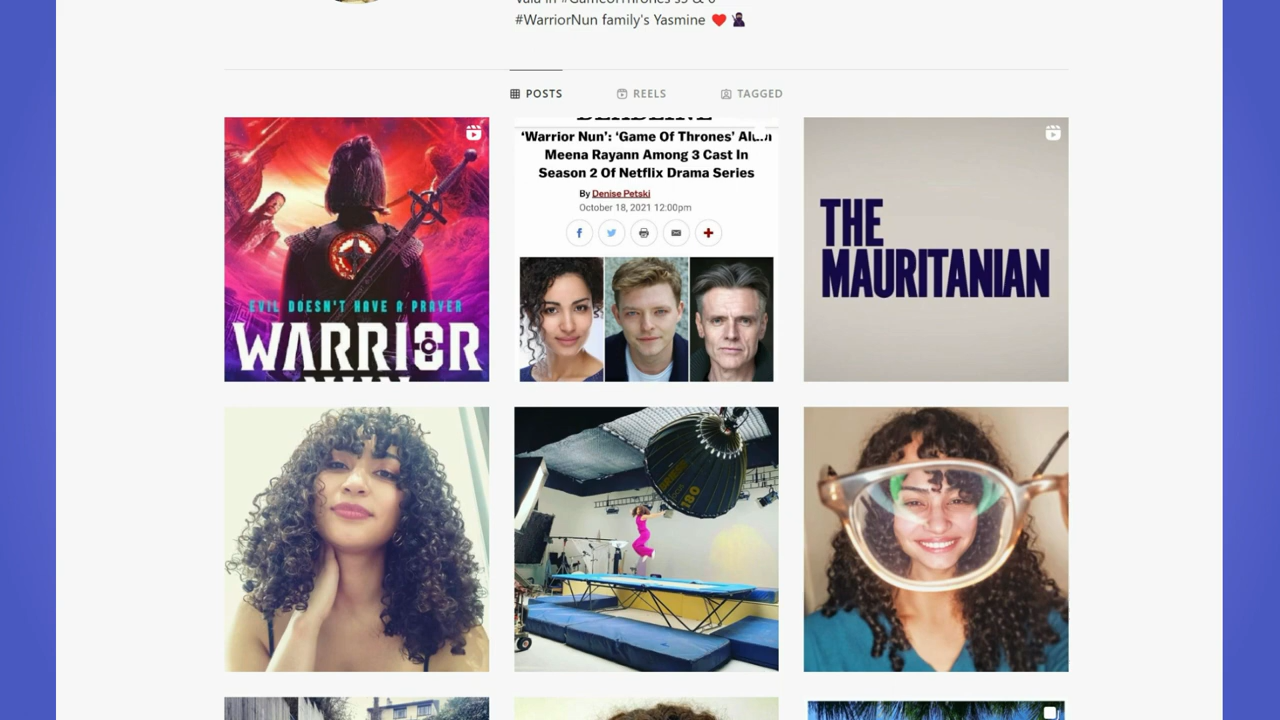 #WarriorNun family's Yasmine
POSTS
REELS
TAGGED
EVIL DOESN'T HAVE A PRAYER
WARRIOR
DEADLINE
'Warrior Nun': 'Game Of Thrones' Alum
Meena Rayann Among 3 Cast In
Season 2 Of Netflix Drama Series
By Denise Petski
October 18, 2021 12:00pm
THE
MAURITANIAN
180